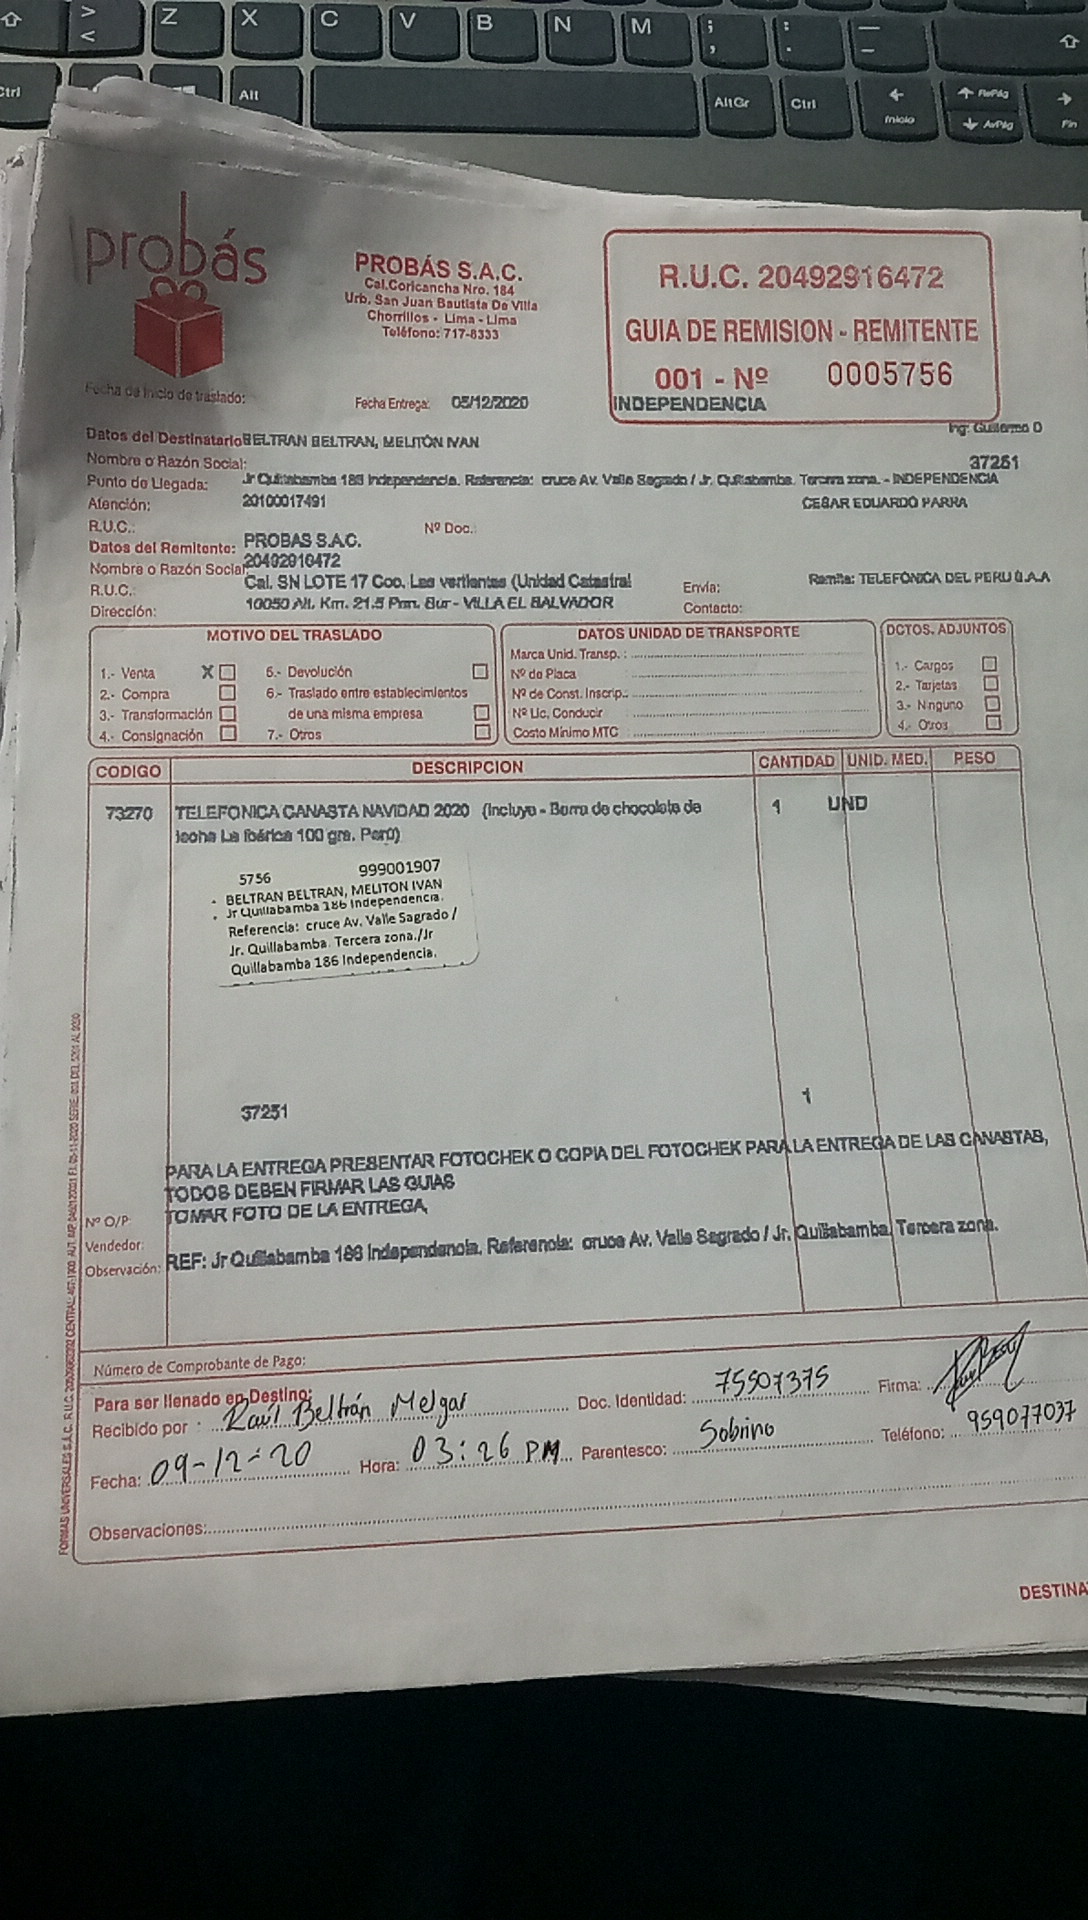 > Z X C V B N M ; : —
< , . _
Ctrl Alt AltGr Ctrl ← ↑ RePág →
Inicio ↓ AvPág Fin
probás
PROBÁS S.A.C.
Cal.Coricancha Nro. 184
Urb. San Juan Bautista De Villa
Chorrillos - Lima - Lima
Teléfono: 717-8333
R.U.C. 20492916472
GUIA DE REMISION - REMITENTE
001 - Nº 0005756
INDEPENDENCIA
Fecha de Inicio de traslado:
Fecha Entrega: 05/12/2020
Ing: Guillermo O
Datos del Destinatario BELTRAN BELTRAN, MELITON IVAN
Nombre o Razón Social: 37251
Punto de Llegada: Jr Quillabamba 186 Independencia. Referencia: cruce Av. Valle Sagrado / Jr. Quillabamba. Tercera zona. - INDEPENDENCIA
Atención: 20100017491 CESAR EDUARDO PARRA
R.U.C.: Nº Doc.:
Datos del Remitente: PROBAS S.A.C.
Nombre o Razón Social: 20492916472
R.U.C.: Cal. SN LOTE 17 Coo. Las vertientes (Unidad Catastral Envia: Remite: TELEFÓNICA DEL PERU S.A.A
Dirección: 10050 Alt. Km. 21.5 Pan. Sur - VILLA EL SALVADOR Contacto:
MOTIVO DEL TRASLADO
1.- Venta X 5.- Devolución
2.- Compra 6.- Traslado entre establecimientos
3.- Transformación de una misma empresa
4.- Consignación 7.- Otros
DATOS UNIDAD DE TRANSPORTE
Marca Unid. Transp. :
Nº de Placa
Nº de Const. Inscrip..
Nº Lic. Conducir
Costo Mínimo MTC
DCTOS. ADJUNTOS
1.- Cargos
2.- Tarjetas
3.- Ninguno
4.- Otros
CODIGO DESCRIPCION CANTIDAD UNID. MED. PESO
73270 TELEFONICA CANASTA NAVIDAD 2020 (Incluye - Barra de chocolate de 1 UND
leche La Ibérica 100 grs. Perú)
5756 999001907
BELTRAN BELTRAN, MELITON IVAN
Jr Quillabamba 186 Independencia.
Referencia: cruce Av. Valle Sagrado /
Jr. Quillabamba. Tercera zona./Jr
Quillabamba 186 Independencia.
37251 1
PARA LA ENTREGA PRESENTAR FOTOCHEK O COPIA DEL FOTOCHEK PARA LA ENTREGA DE LAS CANASTAS,
TODOS DEBEN FIRMAR LAS GUIAS
Nº O/P TOMAR FOTO DE LA ENTREGA
Vendedor:
Observación: REF: Jr Quillabamba 186 Independencia. Referencia: cruce Av. Valle Sagrado / Jr. Quillabamba. Tercera zona.
Número de Comprobante de Pago:
Para ser llenado en Destino:
Recibido por : Raúl Beltrán Melgar Doc. Identidad: 75507375 Firma:
Fecha: 09-12-20 Hora: 03:26 PM Parentesco: Sobrino Teléfono: 959077037
Observaciones:
DESTINA